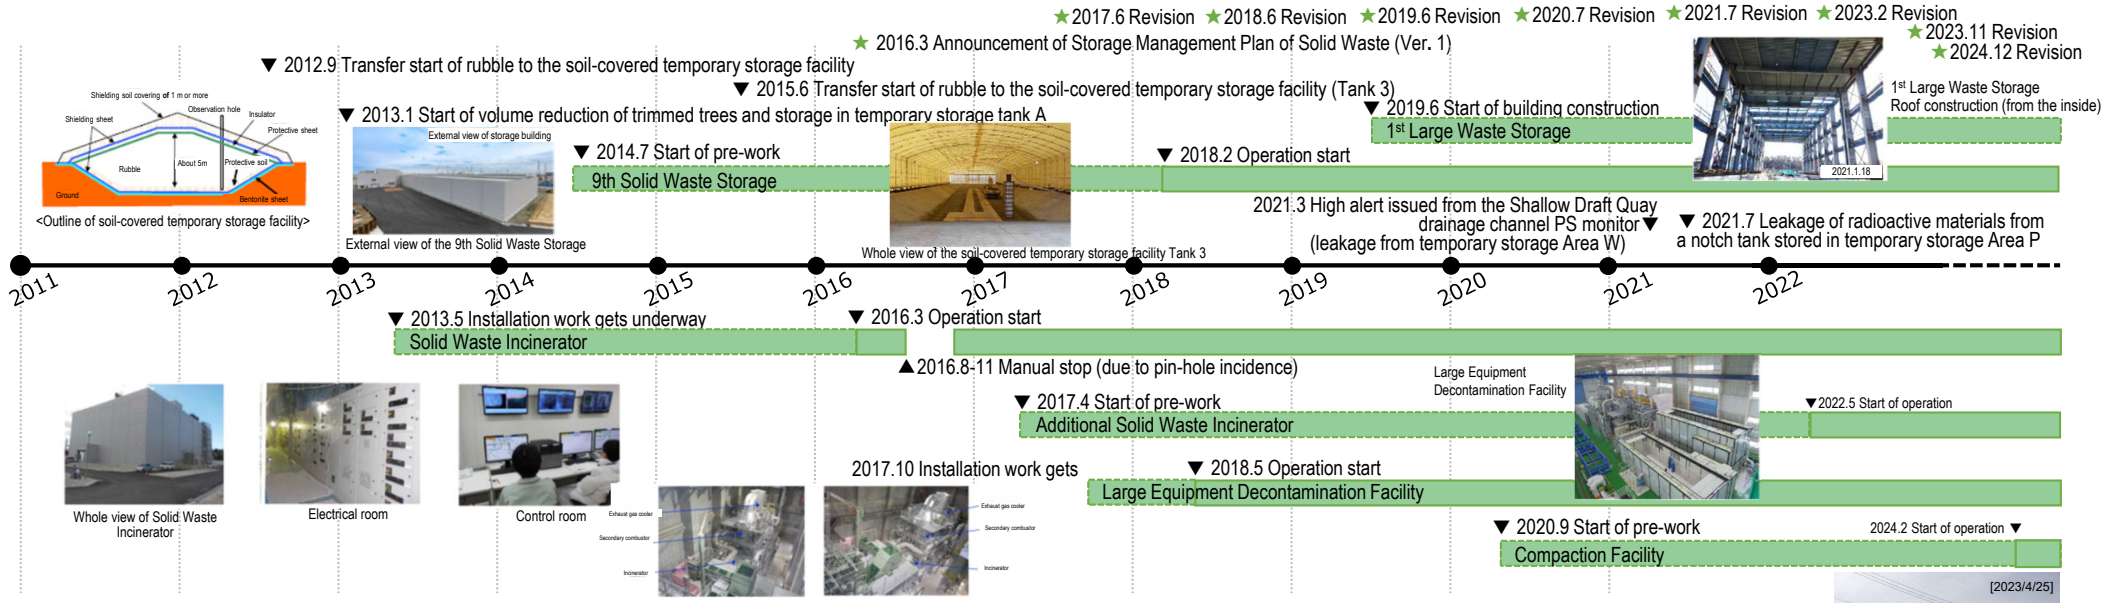 ★2017.6 Revision ★2018.6 Revision ★2019.6 Revision ★2020.7 Revision ★2021.7 Revision ★2023.2 Revision
★2023.11 Revision
★2024.12 Revision
★ 2016.3 Announcement of Storage Management Plan of Solid Waste (Ver. 1)
▼ 2012.9 Transfer start of rubble to the soil-covered temporary storage facility
▼ 2015.6 Transfer start of rubble to the soil-covered temporary storage facility (Tank 3)
▼ 2013.1 Start of volume reduction of trimmed trees and storage in temporary storage tank A
▼ 2019.6 Start of building construction
1st Large Waste Storage
1st Large Waste Storage
Roof construction (from the inside)
2021.1.18
Shielding soil covering of 1 m or more
Observation hole
Shielding sheet
Insulator
Protective sheet
About 5m
Protective soil
Rubble
Ground
Bentonite sheet
<Outline of soil-covered temporary storage facility>
External view of storage building
External view of the 9th Solid Waste Storage
▼ 2014.7 Start of pre-work
9th Solid Waste Storage
▼ 2018.2 Operation start
Whole view of the soil-covered temporary storage facility Tank 3
2021.3 High alert issued from the Shallow Draft Quay
drainage channel PS monitor ▼
(leakage from temporary storage Area W)
▼ 2021.7 Leakage of radioactive materials from
a notch tank stored in temporary storage Area P
2011 2012 2013 2014 2015 2016 2017 2018 2019 2020 2021 2022
▼ 2013.5 Installation work gets underway
▼ 2016.3 Operation start
Solid Waste Incinerator
▲2016.8-11 Manual stop (due to pin-hole incidence)
Large Equipment
Decontamination Facility
▼ 2017.4 Start of pre-work
▼2022.5 Start of operation
Additional Solid Waste Incinerator
2017.10 Installation work gets
▼ 2018.5 Operation start
Large Equipment Decontamination Facility
Whole view of Solid Waste
Incinerator
Electrical room
Control room
Exhaust gas cooler
Secondary combustor
Incinerator
Exhaust gas cooler
Secondary combustor
Incinerator
▼ 2020.9 Start of pre-work
2024.2 Start of operation ▼
Compaction Facility
[2023/4/25]